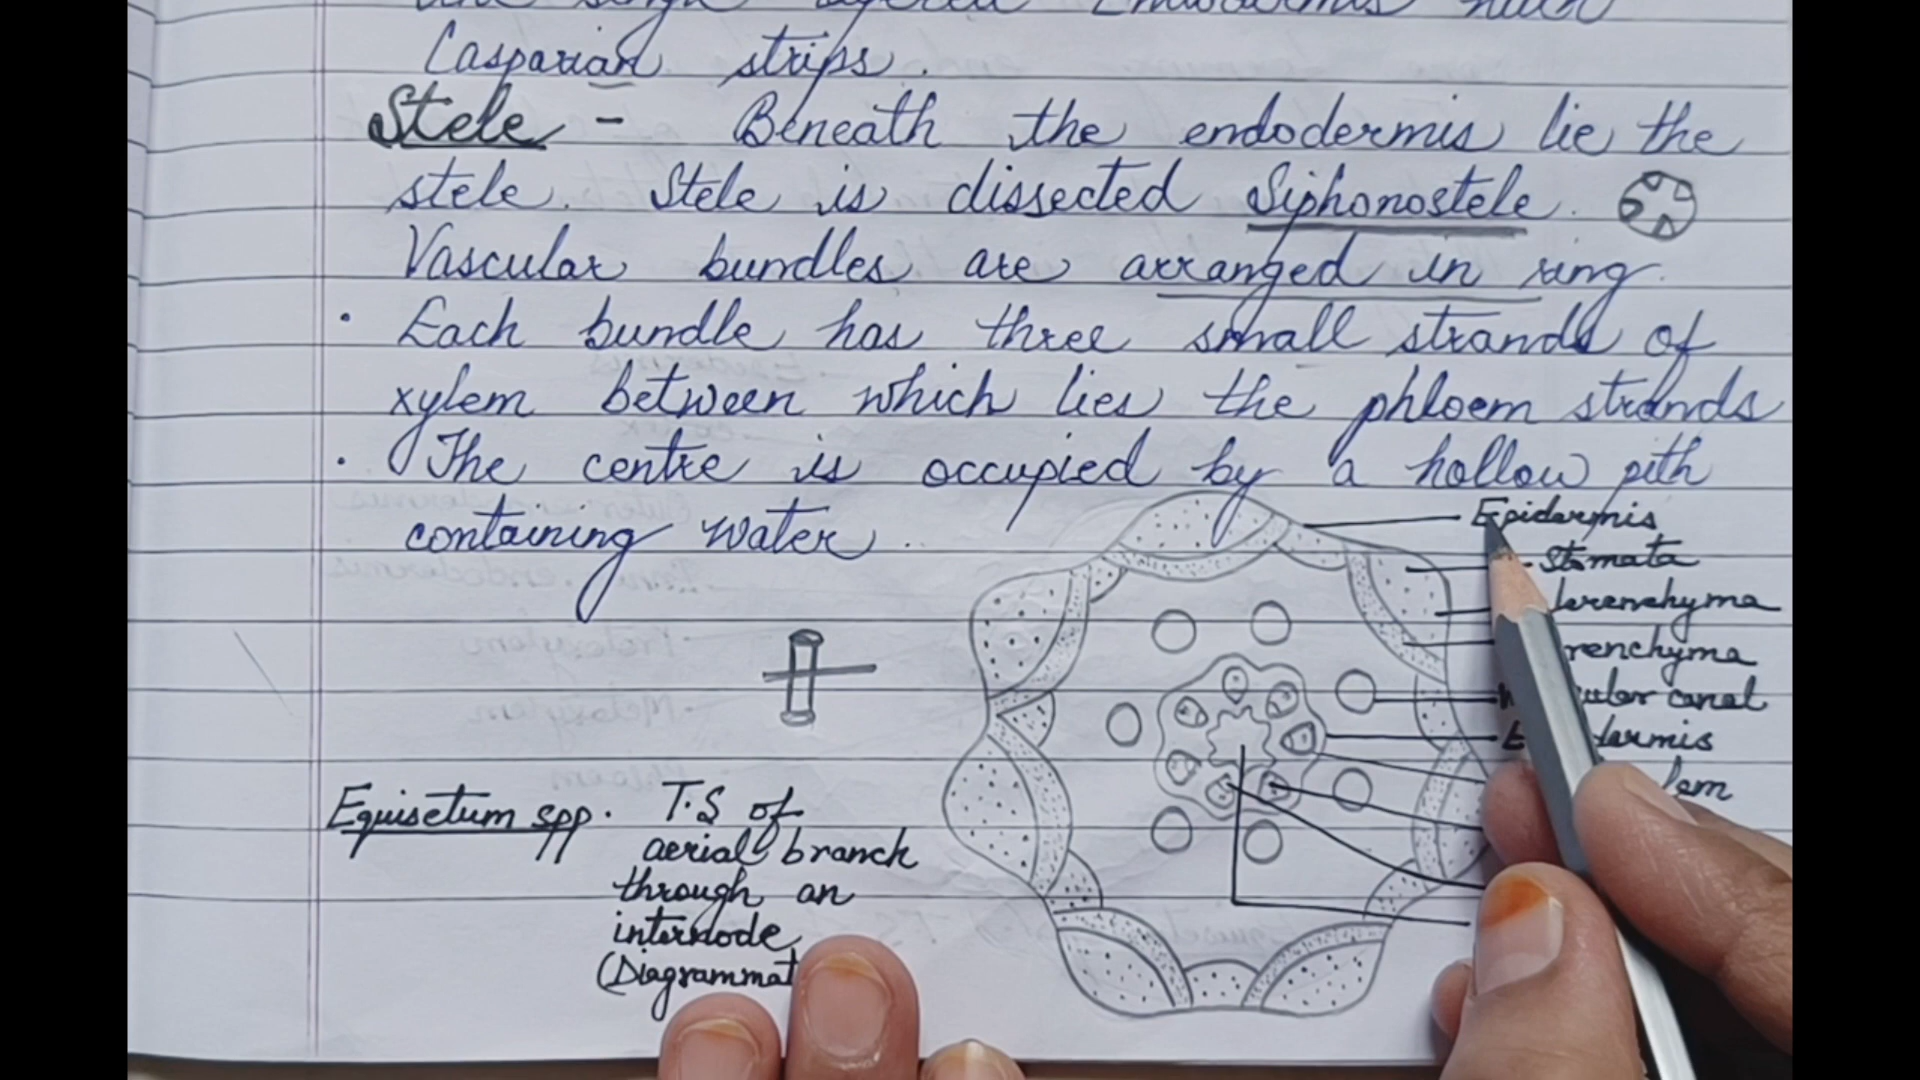 Casparian strips.
Stele - Beneath the endodermis lie the
stele. Stele is dissected Siphonostele.
Vascular bundles are arranged in ring.
· Each bundle has three small strands of
xylem between which lies the phloem strands
· The centre is occupied by a hollow pith
containing water.
Epidermis
Stomata
canal
Equisetum spp. T.S of
aerial branch
through an
internode